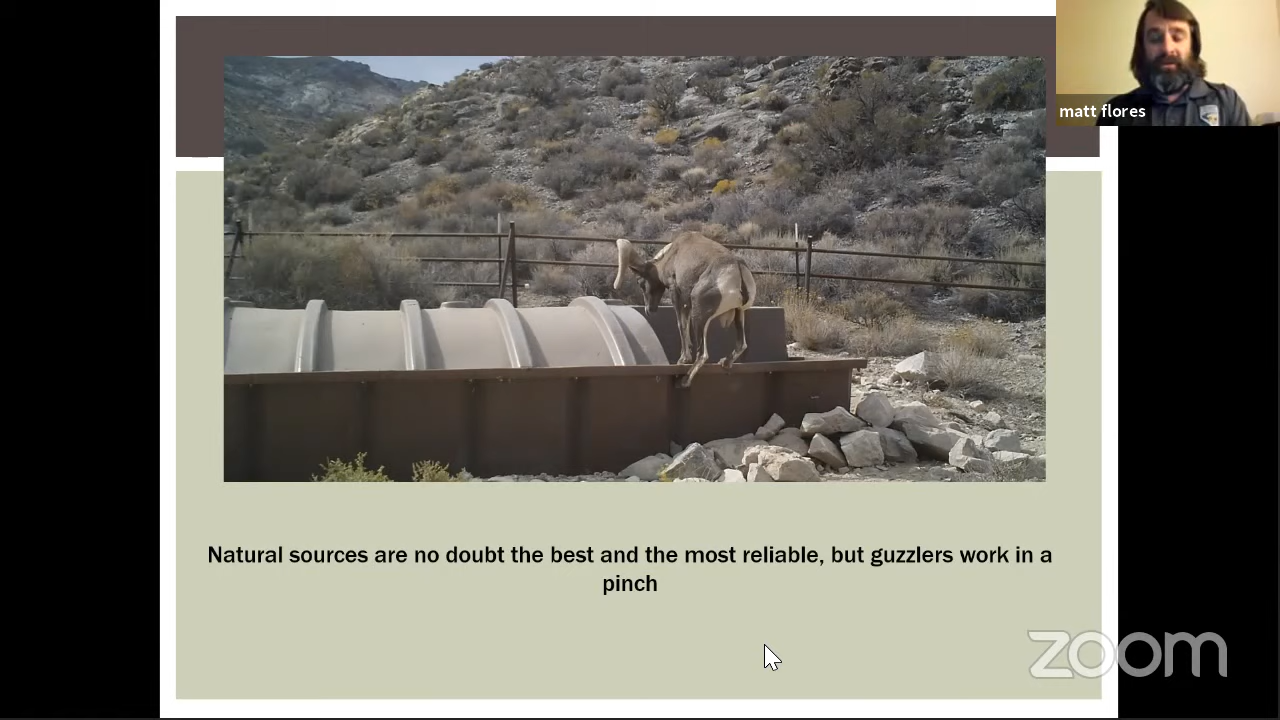 matt flores
Natural sources are no doubt the best and the most reliable, but guzzlers work in a
pinch
zoom